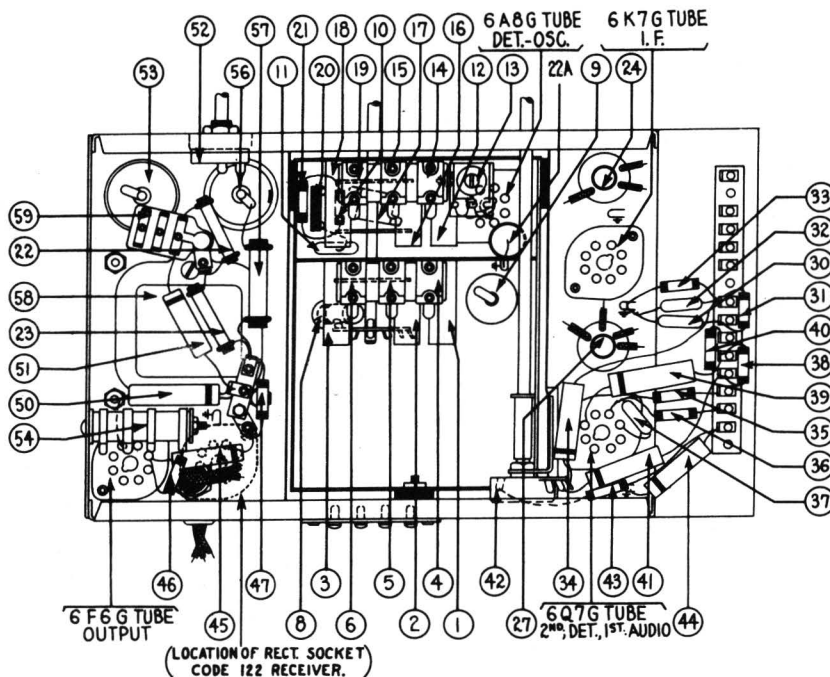 6A8G TUBE
DET.-OSC.
6K7G TUBE
I.F.
52 57 21 18 10 17 16 22A
53 56 11 20 19 15 14 12 13 9 24
59
22
58
23
51
50
54
33
32
30
31
40
38
39
35
36
37
46 45 47 3 5 4 42 34 43 41
8 6 2 1 27 44
6F6G TUBE
OUTPUT
(LOCATION OF RECT. SOCKET
CODE 122 RECEIVER.)
6Q7G TUBE
2ND. DET., 1ST. AUDIO